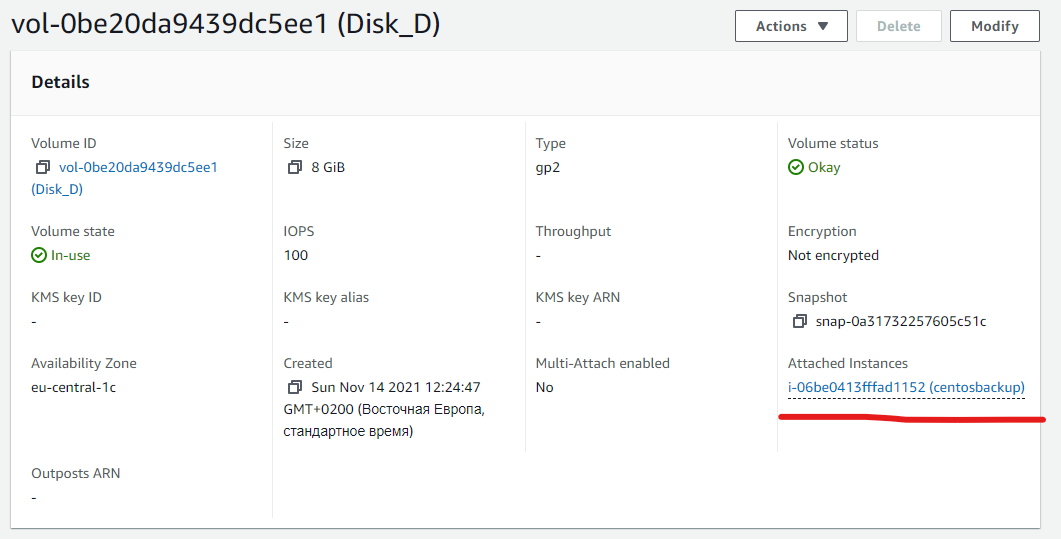 vol-0be20da9439dc5ee1 (Disk_D)
Actions
Delete
Modify
Details
Volume ID
vol-0be20da9439dc5ee1
(Disk_D)
Size
8 GiB
Type
gp2
Volume status
Okay
Volume state
In-use
IOPS
100
Throughput
-
Encryption
Not encrypted
KMS key ID
-
KMS key alias
-
KMS key ARN
-
Snapshot
snap-0a31732257605c51c
Availability Zone
eu-central-1c
Created
Sun Nov 14 2021 12:24:47
GMT+0200 (Восточная Европа,
стандартное время)
Multi-Attach enabled
No
Attached Instances
i-06be0413fffad1152 (centosbackup)
Outposts ARN
-